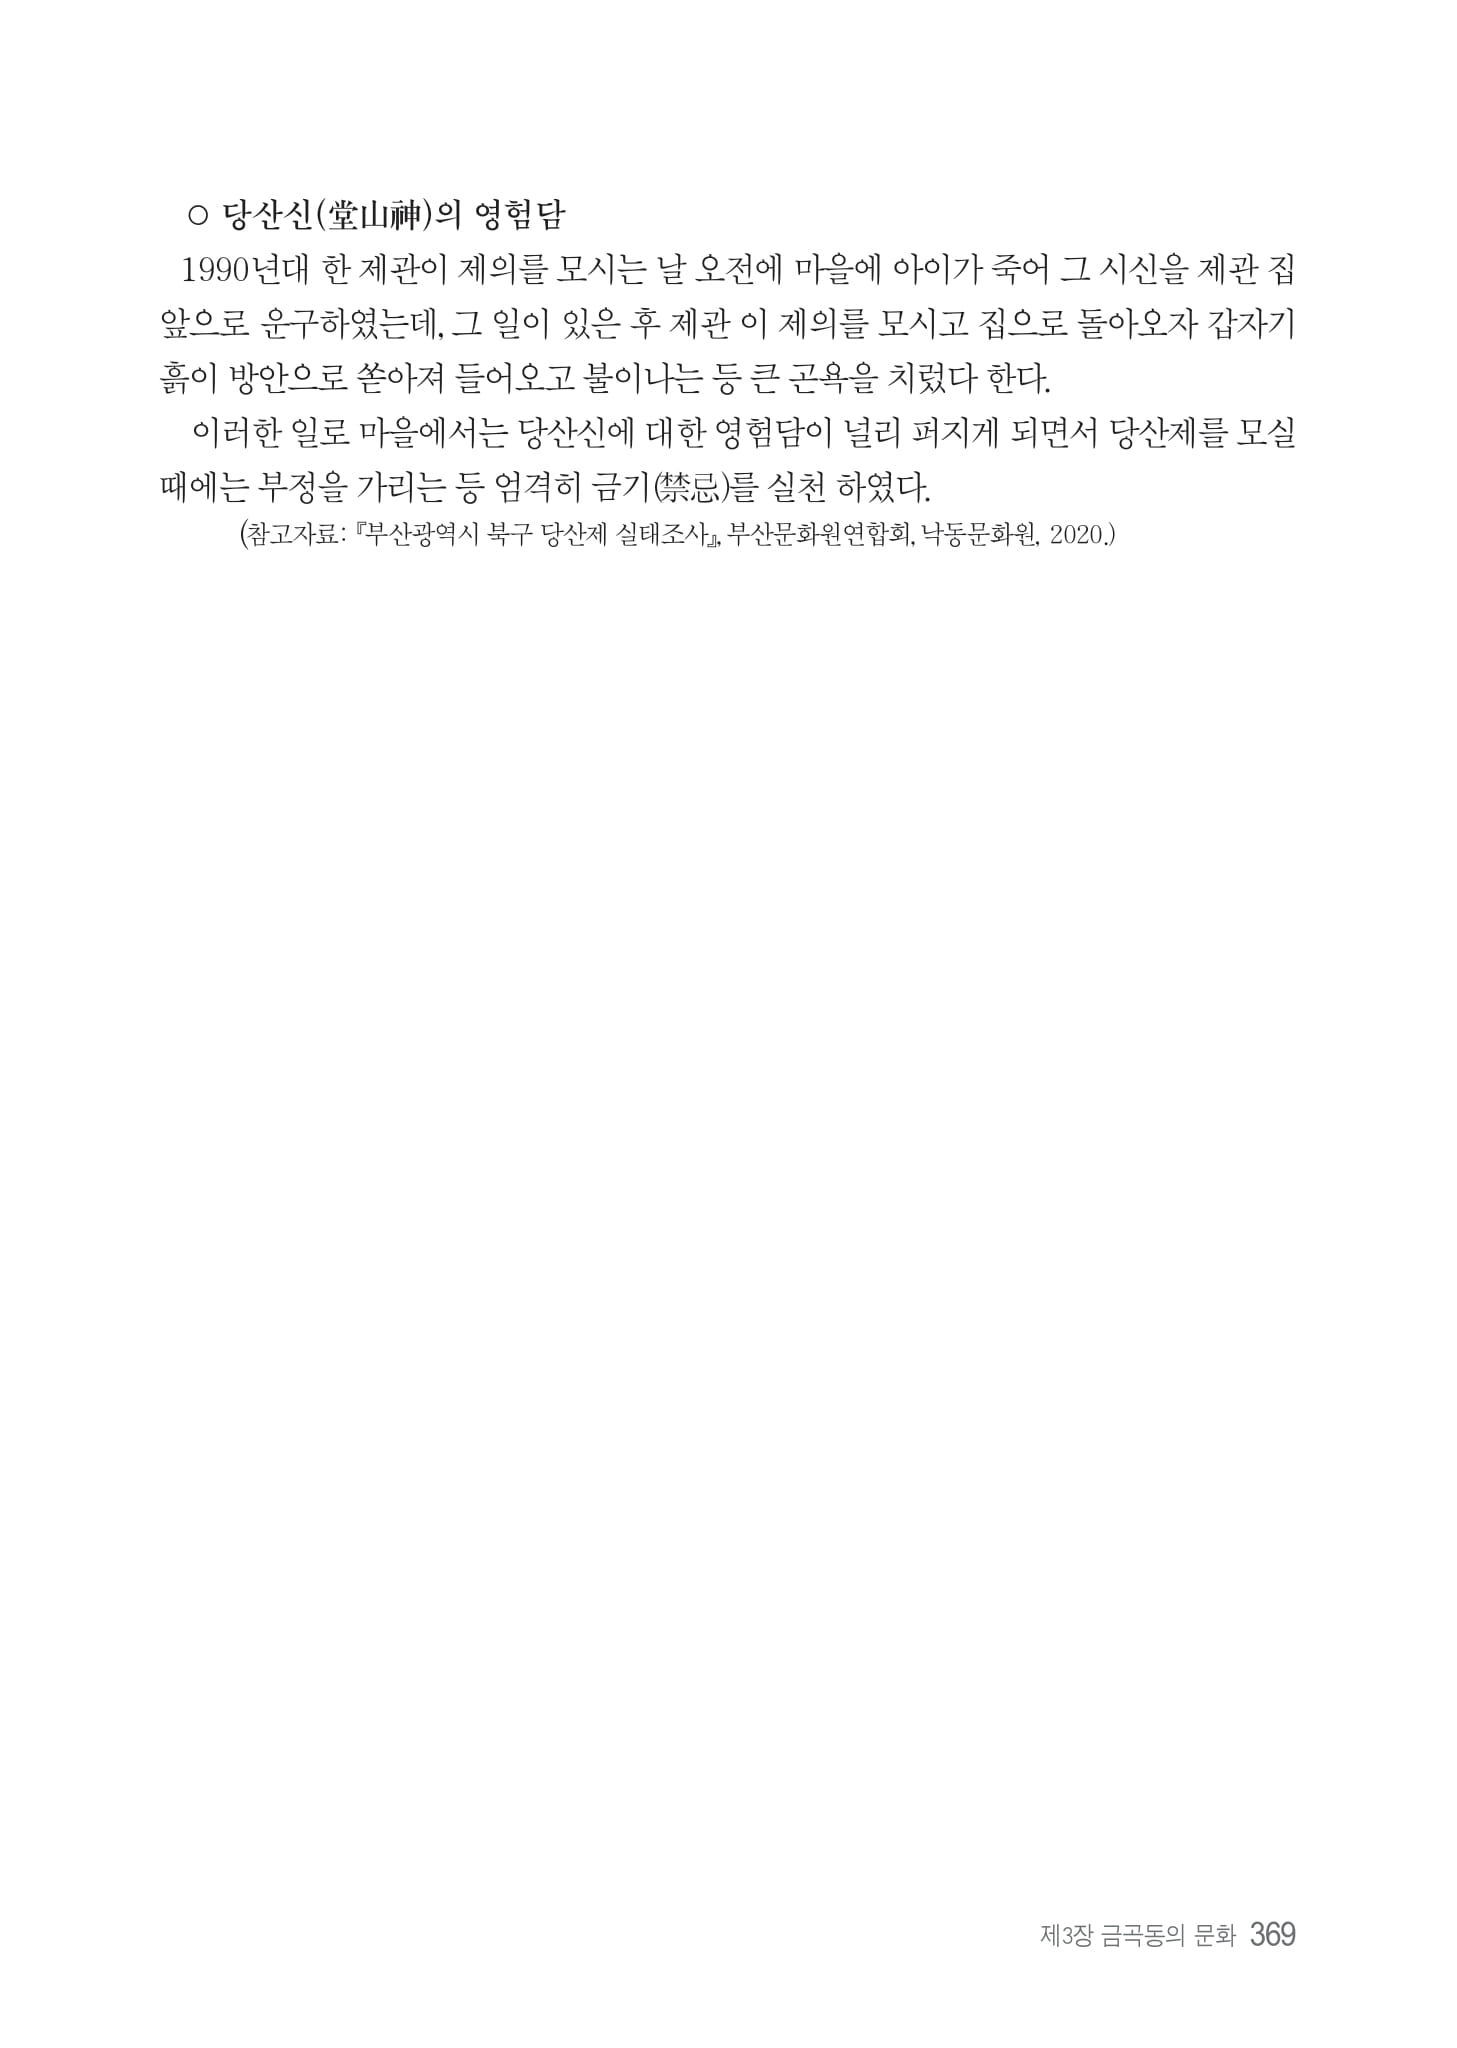 ○ 당산신(堂山神)의 영험담
1990년대 한 제관이 제의를 모시는 날 오전에 마을에 아이가 죽어 그 시신을 제관 집
앞으로 운구하였는데, 그 일이 있은 후 제관 이 제의를 모시고 집으로 돌아오자 갑자기
흙이 방안으로 쏟아져 들어오고 불이나는 등 큰 곤욕을 치렀다 한다.
이러한 일로 마을에서는 당산신에 대한 영험담이 널리 퍼지게 되면서 당산제를 모실
때에는 부정을 가리는 등 엄격히 금기(禁忌)를 실천 하였다.
(참고자료: 『부산광역시 북구 당산제 실태조사』, 부산문화원연합회, 낙동문화원, 2020.)
제3장 금곡동의 문화 369